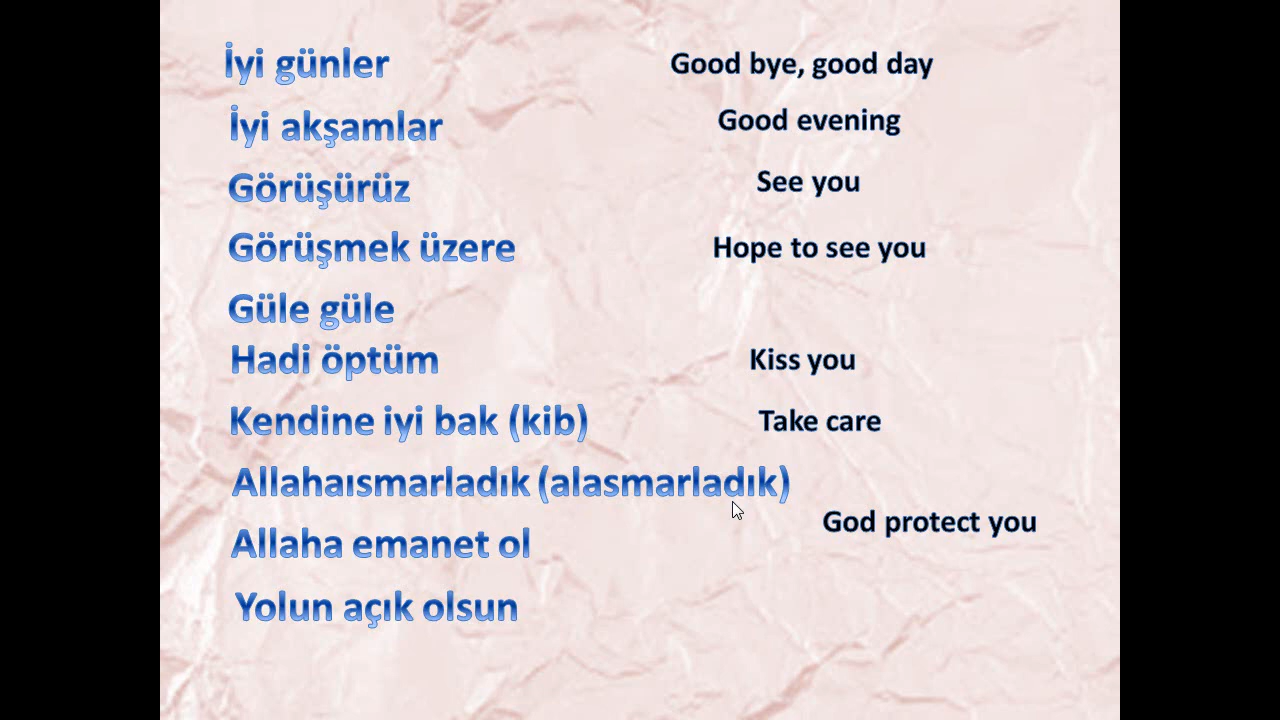 İyi günler Good bye, good day
İyi akşamlar Good evening
Görüşürüz See you
Görüşmek üzere Hope to see you
Güle güle
Hadi öptüm Kiss you
Kendine iyi bak (kib) Take care
Allahaısmarladık (alasmarladık)
God protect you
Allaha emanet ol
Yolun açık olsun